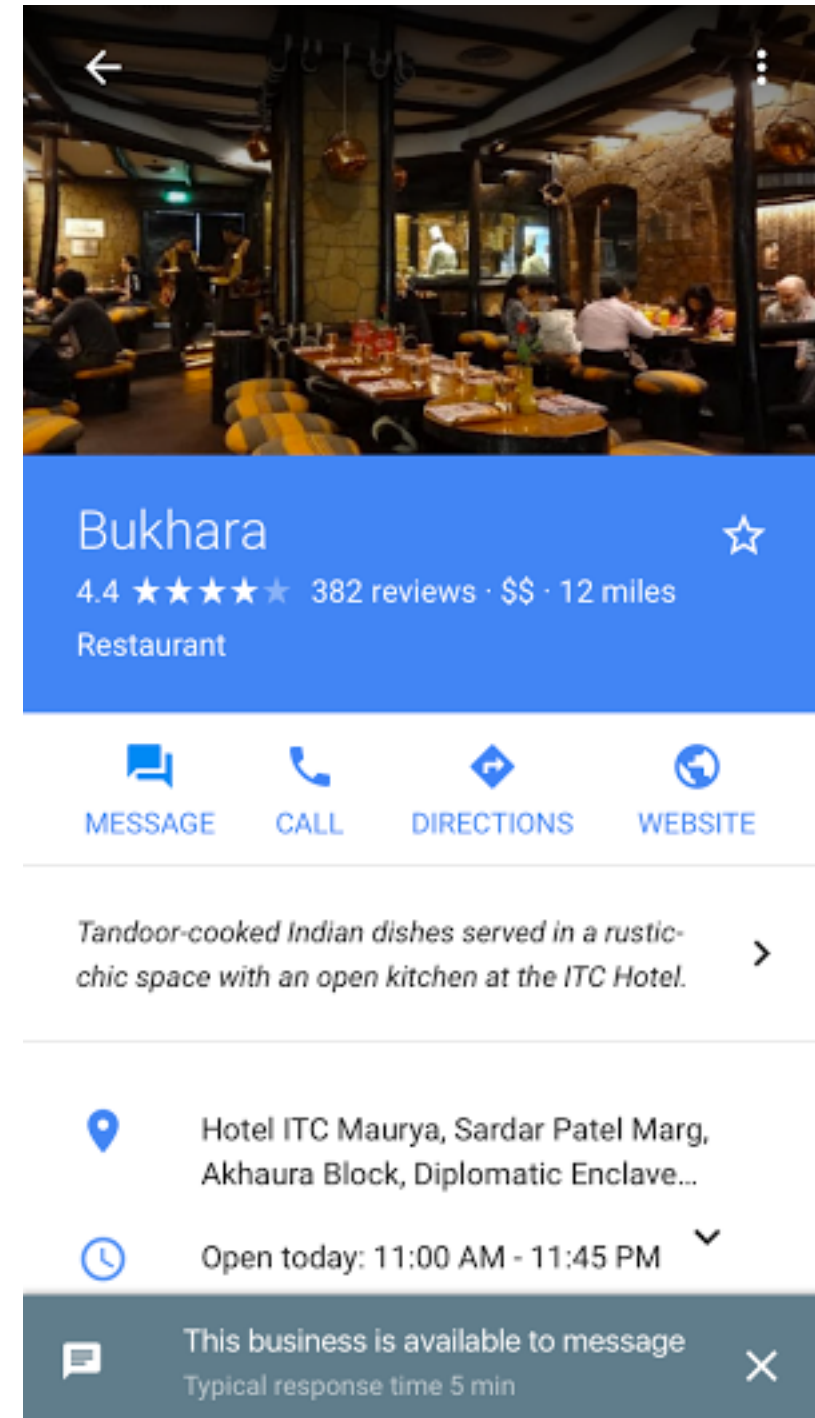 Bukhara
4.4 ★★★★★ 382 reviews · $$ · 12 miles
Restaurant
MESSAGE CALL DIRECTIONS WEBSITE
Tandoor-cooked Indian dishes served in a rustic-
chic space with an open kitchen at the ITC Hotel.
Hotel ITC Maurya, Sardar Patel Marg,
Akhaura Block, Diplomatic Enclave...
Open today: 11:00 AM - 11:45 PM
This business is available to message
Typical response time 5 min